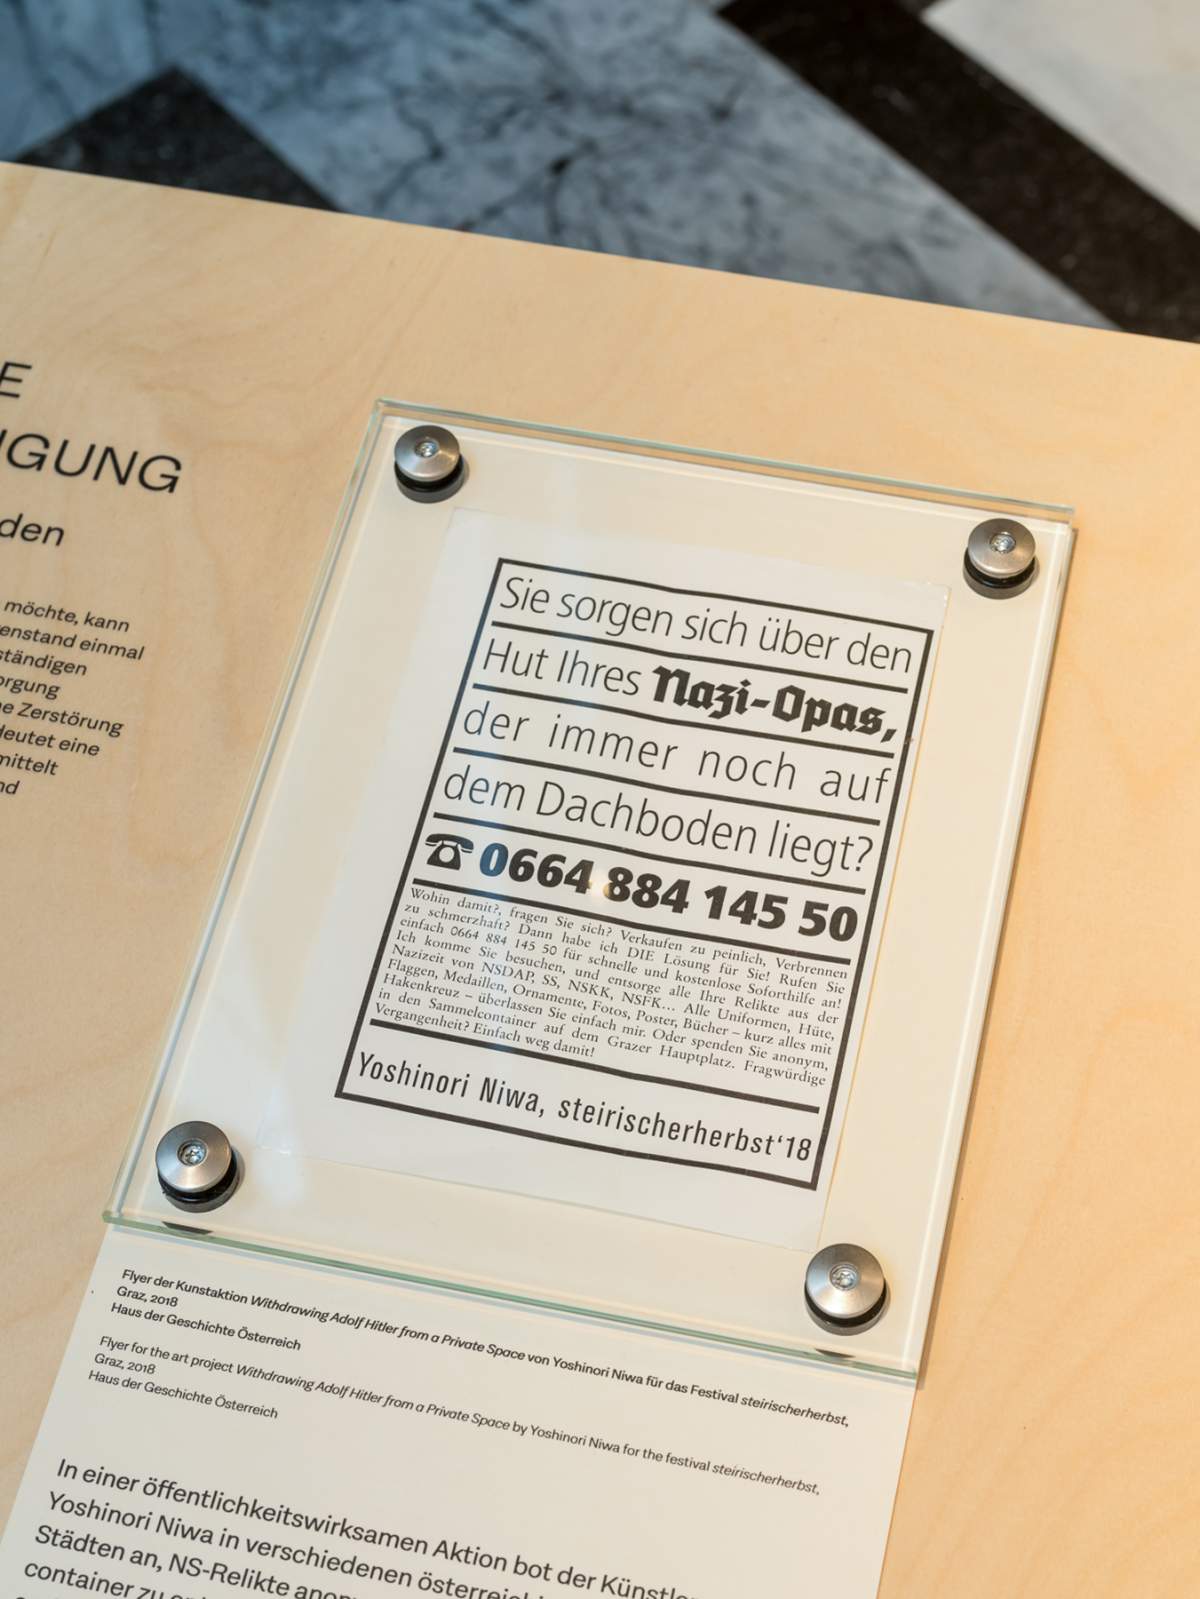 E
GUNG
den
möchte, kann
enstand einmal
ständigen
orgung
e Zerstörung
deutet eine
mittelt
nd
Sie sorgen sich über den
Hut Ihres Nazi-Opas,
der immer noch auf
dem Dachboden liegt?
☎ 0664 884 145 50
Wohin damit?, fragen Sie sich? Verkaufen zu peinlich, Verbrennen
zu schmerzhaft? Dann habe ich DIE Lösung für Sie! Rufen Sie
einfach 0664 884 145 50 für schnelle und kostenlose Soforthilfe an!
Ich komme Sie besuchen, und entsorge alle Ihre Relikte aus der
Nazizeit von NSDAP, SS, NSKK, NSFK... Alle Uniformen, Hüte,
Flaggen, Medaillen, Ornamente, Fotos, Poster, Bücher – kurz alles mit
Hakenkreuz – überlassen Sie einfach mir. Oder spenden Sie anonym,
in den Sammelcontainer auf dem Grazer Hauptplatz. Fragwürdige
Vergangenheit? Einfach weg damit!
Yoshinori Niwa, steirischerherbst‘18
Flyer der Kunstaktion Withdrawing Adolf Hitler from a Private Space von Yoshinori Niwa für das Festival steirischerherbst,
Graz, 2018
Haus der Geschichte Österreich
Flyer for the art project Withdrawing Adolf Hitler from a Private Space by Yoshinori Niwa for the festival steirischerherbst,
Graz, 2018
Haus der Geschichte Österreich
In einer öffentlichkeitswirksamen Aktion bot der Künstler
Yoshinori Niwa in verschiedenen
Städten an, NS-Relikte
container zu